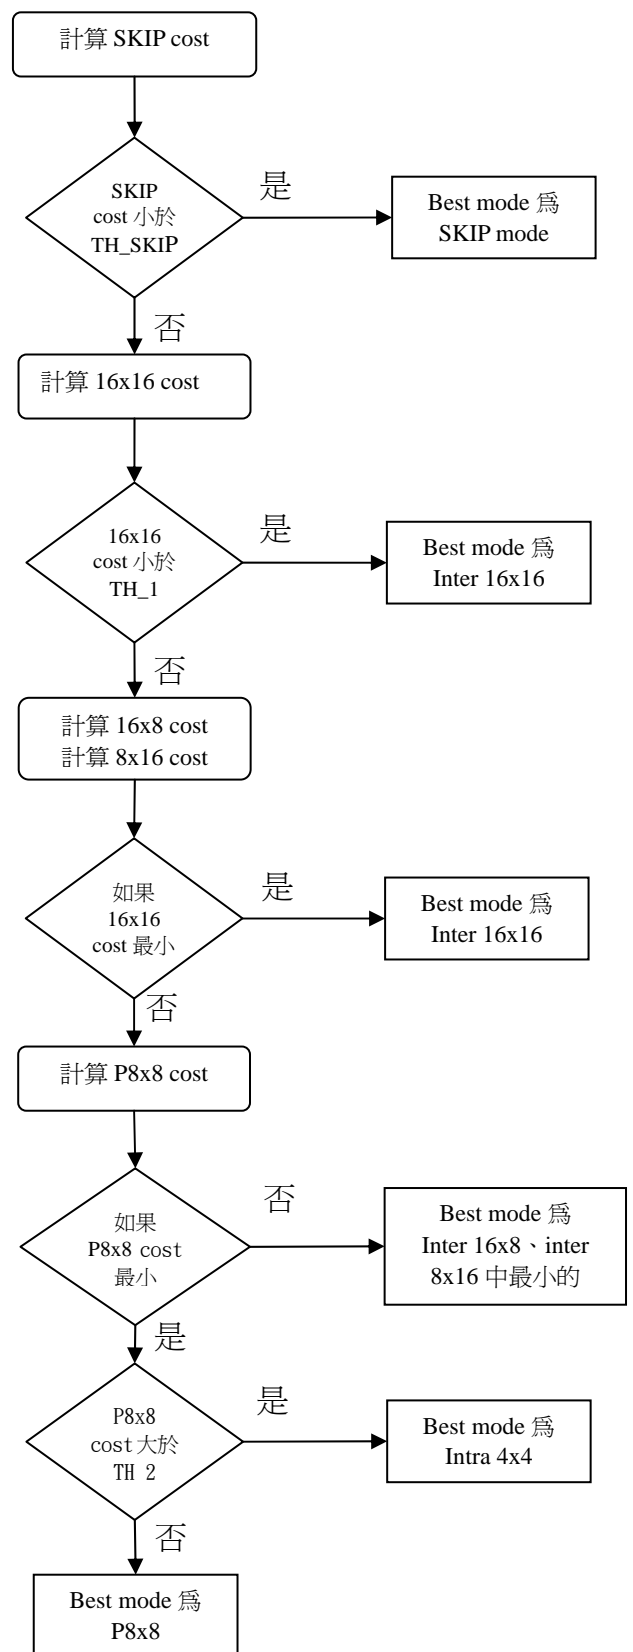 計算 SKIP cost
SKIP
cost 小於
TH_SKIP
是
Best mode 爲
SKIP mode
否
計算 16x16 cost
16x16
cost 小於
TH_1
是
Best mode 爲
Inter 16x16
否
計算 16x8 cost
計算 8x16 cost
如果
16x16
cost 最小
是
Best mode 爲
Inter 16x16
否
計算 P8x8 cost
如果
P8x8 cost
最小
否
Best mode 爲
Inter 16x8、inter
8x16 中最小的
是
P8x8
cost 大於
TH 2
是
Best mode 爲
Intra 4x4
否
Best mode 爲
P8x8